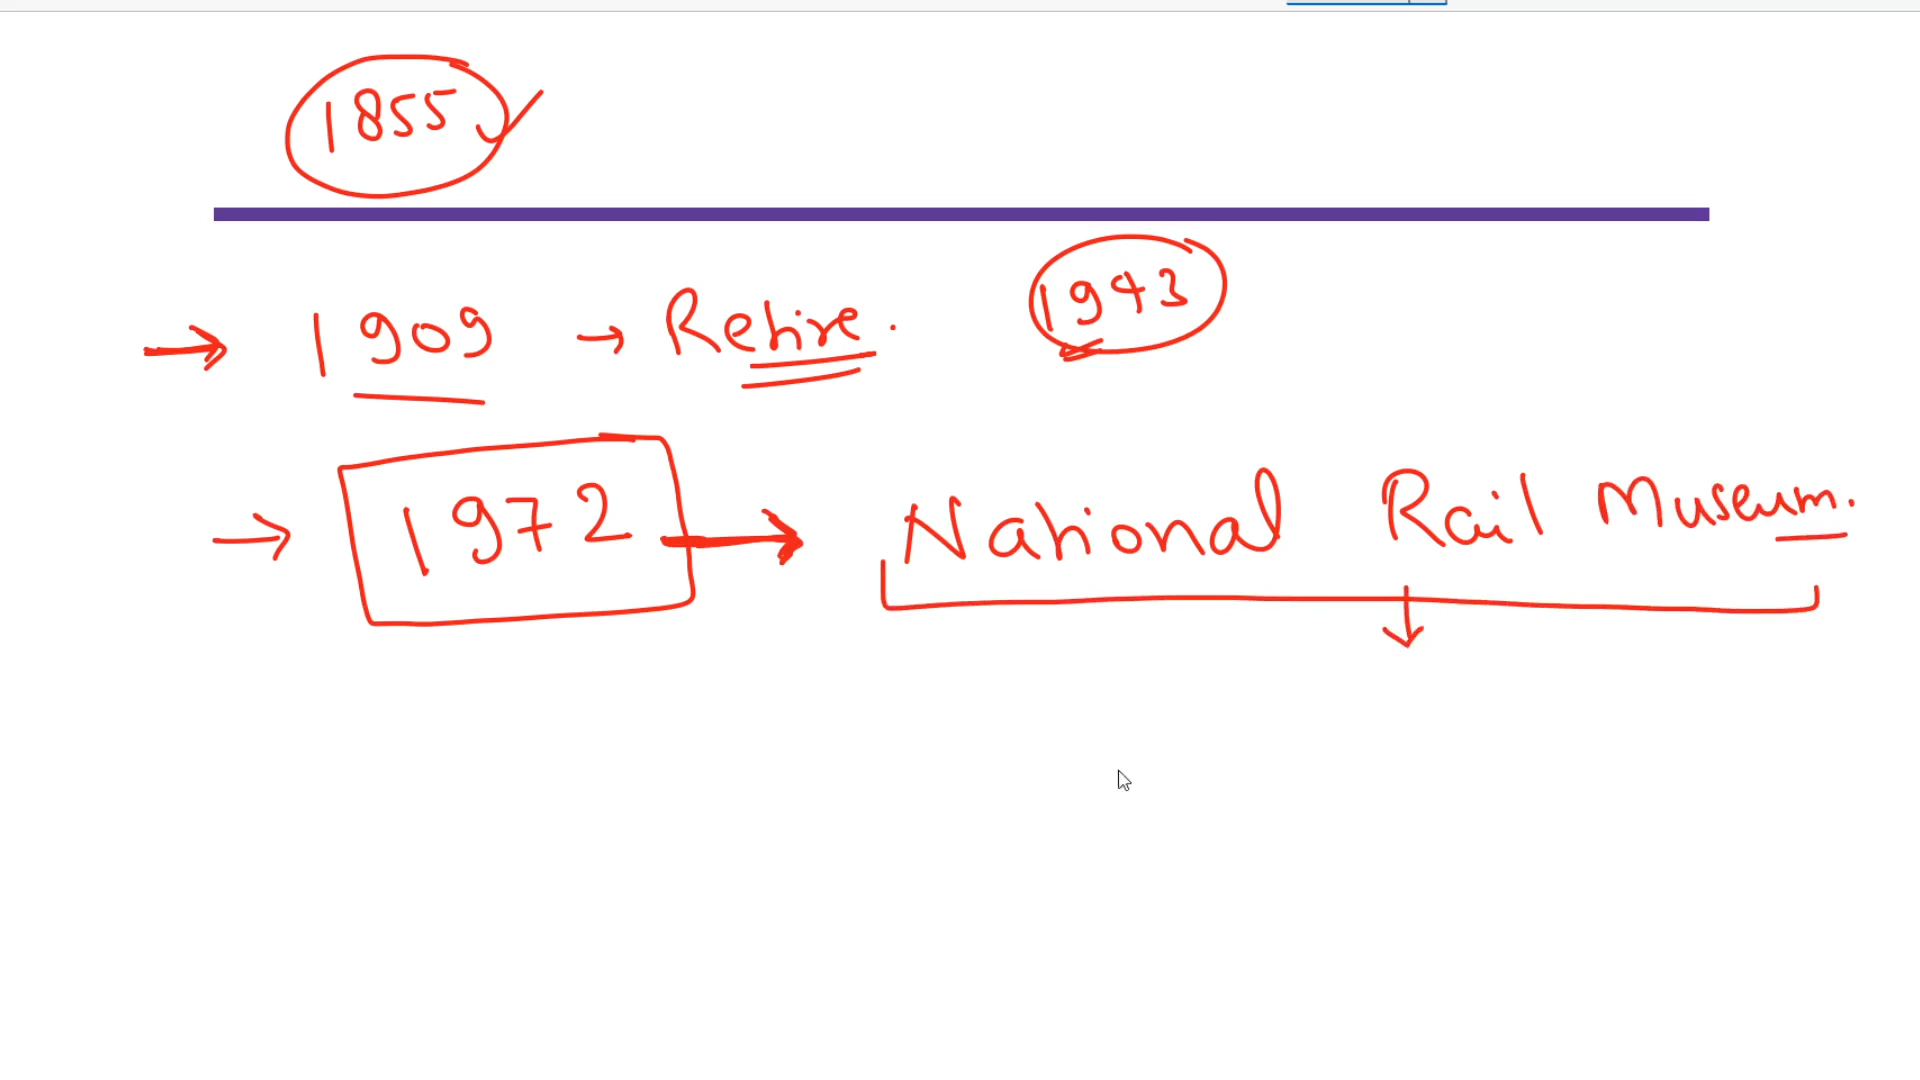 1855
1943
→ 1909 → Retire.
→ 1972 → National Rail Museum.